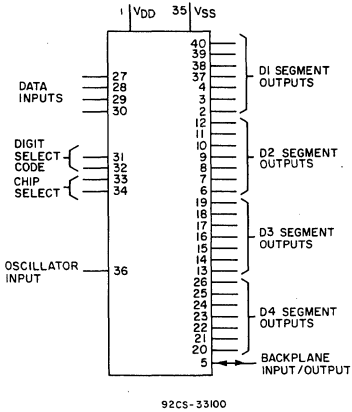 1 VDD 35 VSS
40
39
38
37
4
3
2
D1 SEGMENT
OUTPUTS
DATA
INPUTS
27
28
29
30
12
11
10
9
8
7
6
D2 SEGMENT
OUTPUTS
DIGIT
SELECT
CODE
31
32
CHIP
SELECT
33
34
19
18
17
16
15
14
13
D3 SEGMENT
OUTPUTS
OSCILLATOR
INPUT
36
26
25
24
23
22
21
20
D4 SEGMENT
OUTPUTS
5
BACKPLANE
INPUT/OUTPUT
92CS-33100